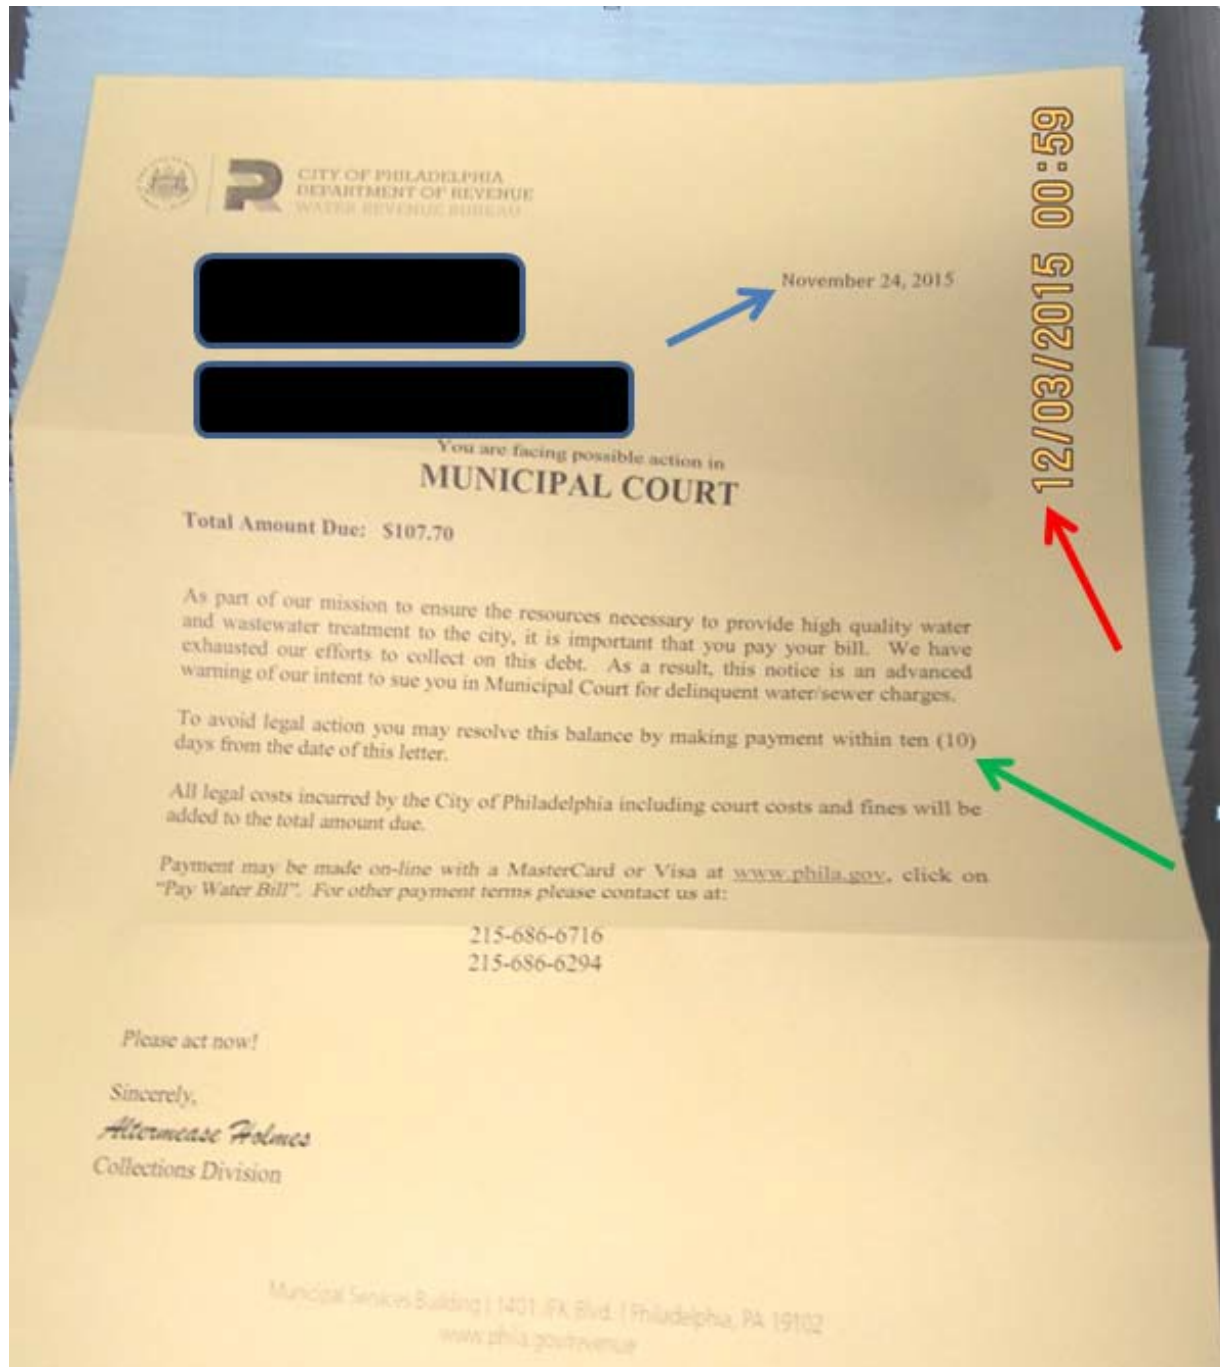 CITY OF PHILADELPHIA
DEPARTMENT OF REVENUE
WATER REVENUE BUREAU
November 24, 2015
12/03/2015 00:59
You are facing possible action in
MUNICIPAL COURT
Total Amount Due: $107.70
As part of our mission to ensure the resources necessary to provide high quality water
and wastewater treatment to the city, it is important that you pay your bill. We have
exhausted our efforts to collect on this debt. As a result, this notice is an advanced
warning of our intent to sue you in Municipal Court for delinquent water/sewer charges.
To avoid legal action you may resolve this balance by making payment within ten (10)
days from the date of this letter.
All legal costs incurred by the City of Philadelphia including court costs and fines will be
added to the total amount due.
Payment may be made on-line with a MasterCard or Visa at www.phila.gov, click on
"Pay Water Bill". For other payment terms please contact us at:
215-686-6716
215-686-6294
Please act now!
Sincerely,
Altermease Holmes
Collections Division
Municipal Services Building | 1401 JFK Blvd. | Philadelphia, PA 19102
www.phila.gov/revenue